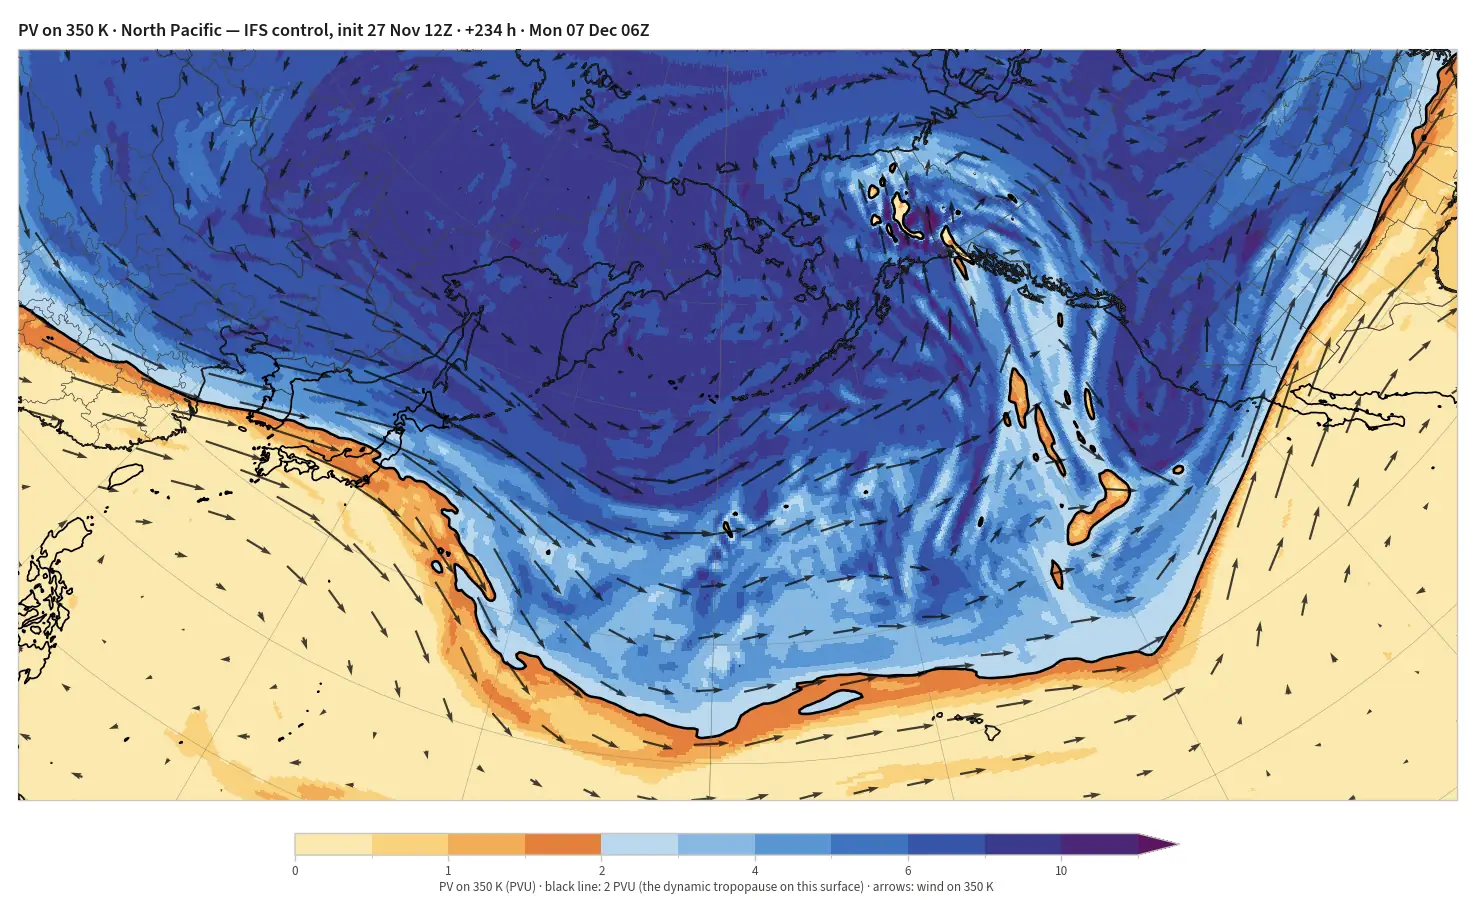 PV on 350 K · North Pacific — IFS control, init 27 Nov 12Z · +234 h · Mon 07 Dec 06Z
0 1 2 4 6 10
PV on 350 K (PVU) · black line: 2 PVU (the dynamic tropopause on this surface) · arrows: wind on 350 K